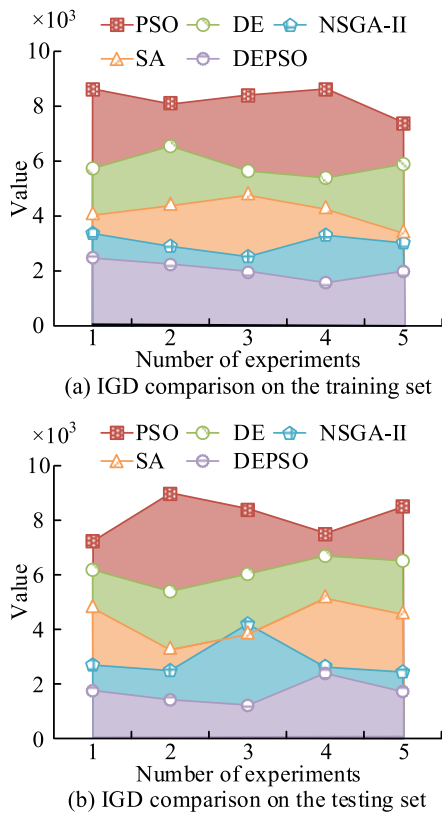 ×10³
PSO DE NSGA-II
SA DEPSO
10
8
6
4
2
0
Value
1 2 3 4 5
Number of experiments
(a) IGD comparison on the training set
×10³
PSO DE NSGA-II
SA DEPSO
10
8
6
4
2
0
Value
1 2 3 4 5
Number of experiments
(b) IGD comparison on the testing set